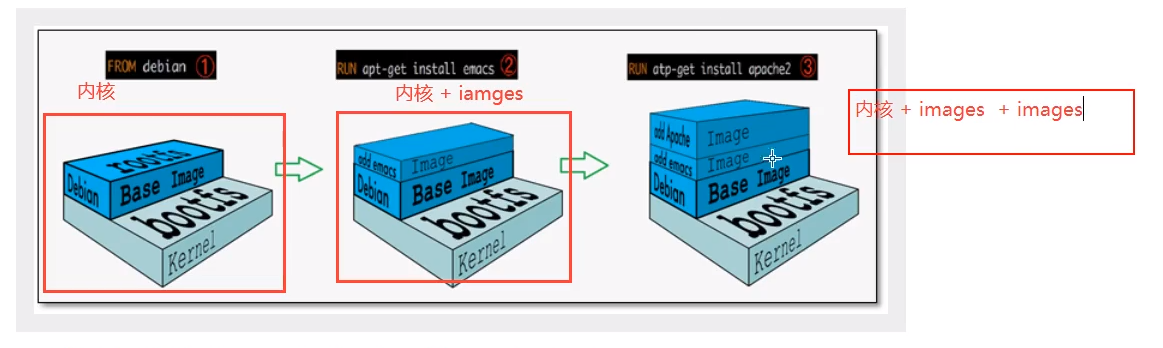 FROM debian ①
RUN apt-get install emacs ②
RUN atp-get install apache2 ③
内核
内核 + iamges
内核 + images + images
rootfs
Debian
Base Image
bootfs
Kernel
add emacs
Image
Debian
Base Image
bootfs
Kernel
add Apache
Image
add emacs
Image
Debian
Base Image
bootfs
Kernel